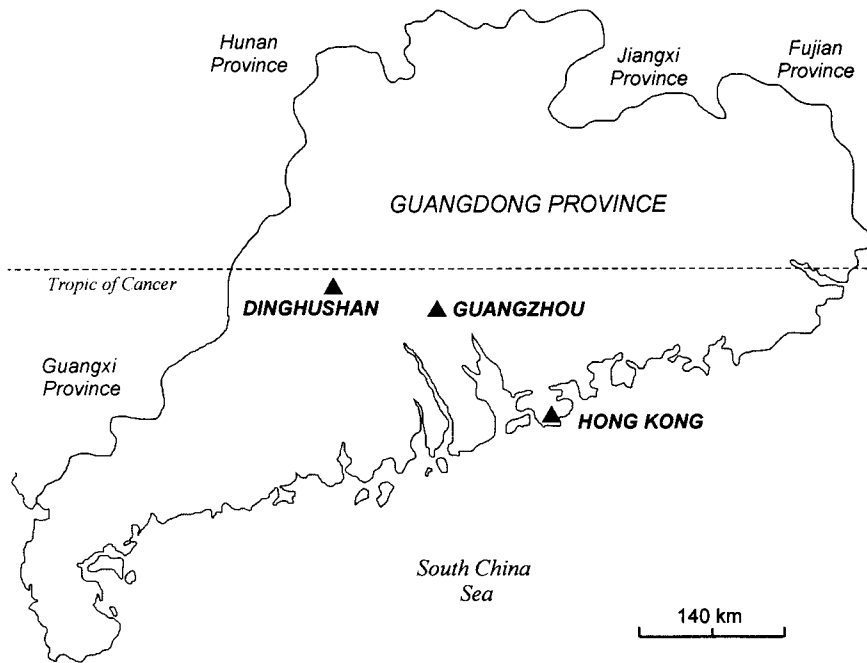 Hunan
Province
Jiangxi
Province
Fujian
Province
GUANGDONG PROVINCE
Tropic of Cancer
DINGHUSHAN
GUANGZHOU
Guangxi
Province
HONG KONG
South China
Sea
140 km